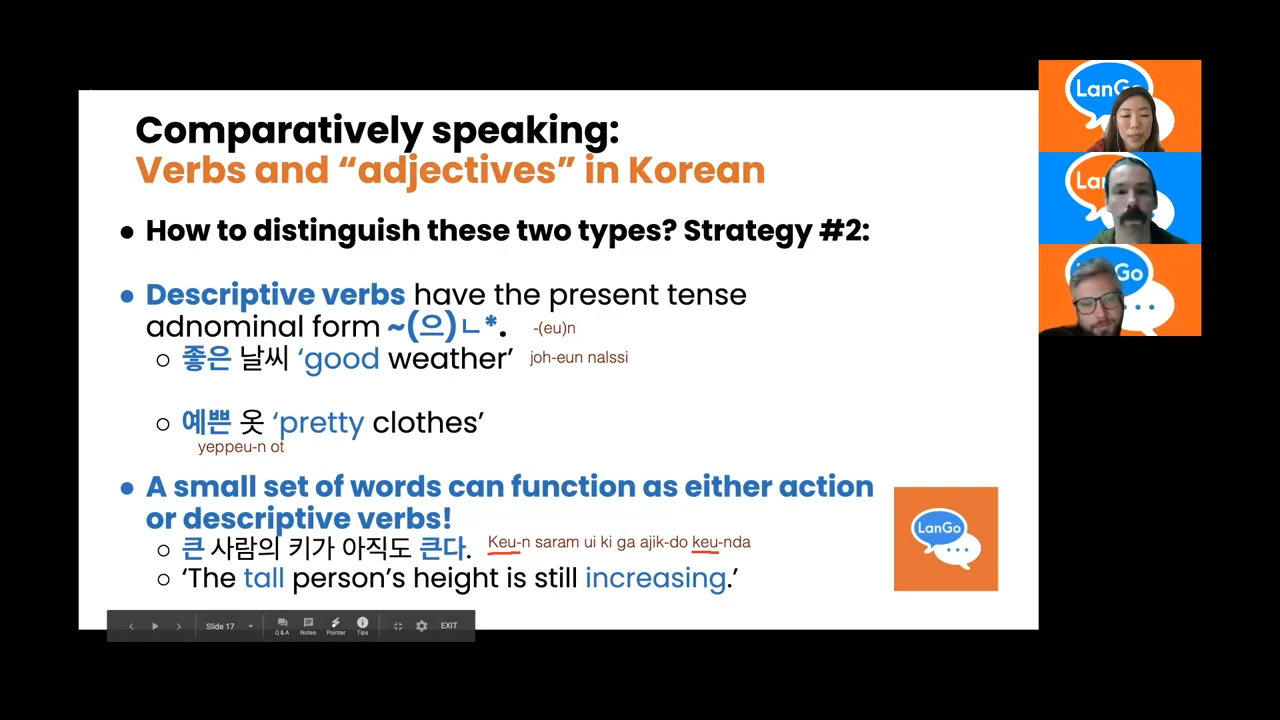 Comparatively speaking:
Verbs and “adjectives” in Korean
● How to distinguish these two types? Strategy #2:
● Descriptive verbs have the present tense
adnominal form ~(으)ㄴ*. -(eu)n
○ 좋은 날씨 ‘good weather’ joh-eun nalssi
○ 예쁜 옷 ‘pretty clothes’
yeppeu-n ot
● A small set of words can function as either action
or descriptive verbs!
○ 큰 사람의 키가 아직도 큰다. Keu-n saram ui ki ga ajik-do keu-nda
○ ‘The tall person’s height is still increasing.’
LanGo
Slide 17
Q&A Notes Pointer Tips
EXIT
LanGo
Lan
Go